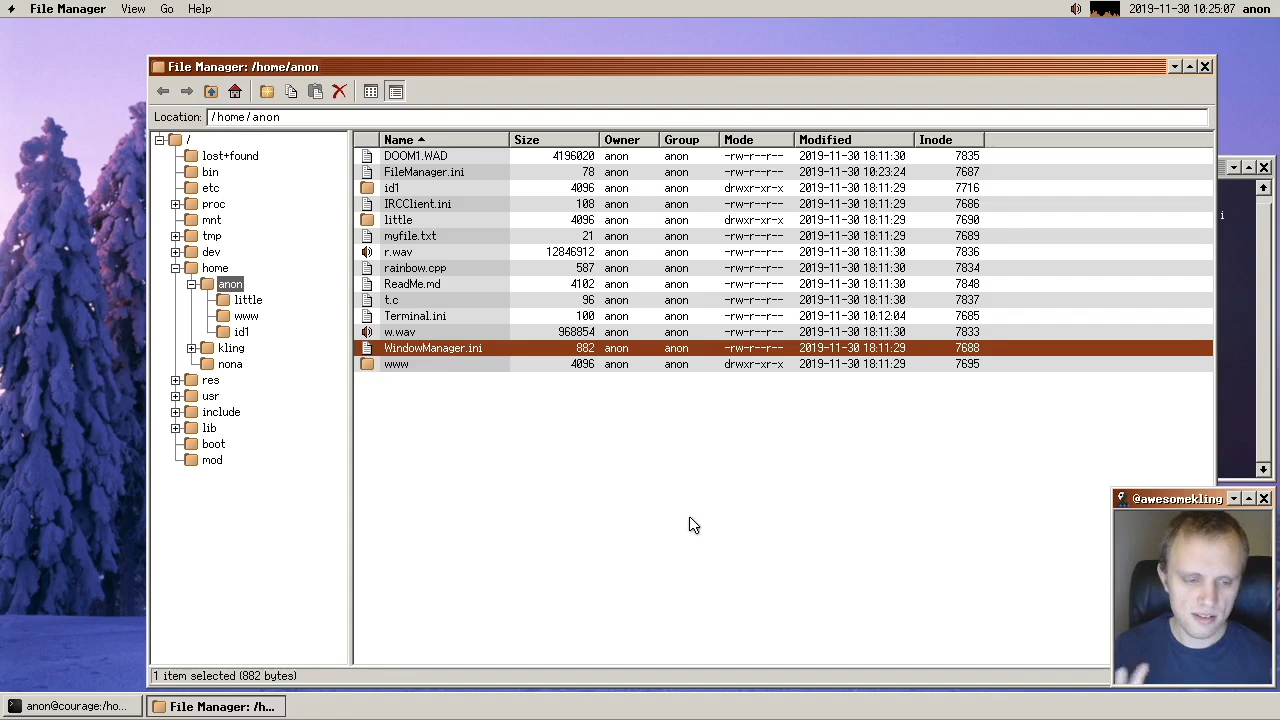 File Manager View Go Help 2019-11-30 10:25:07 anon
File Manager: /home/anon
Location: /home/anon
/
lost+found
bin
etc
proc
mnt
tmp
dev
home
anon
little
www
id1
kling
nona
res
usr
include
lib
boot
mod
Name Size Owner Group Mode Modified Inode
DOOM1.WAD 4196020 anon anon -rw-r--r-- 2019-11-30 18:11:30 7835
FileManager.ini 78 anon anon -rw-r--r-- 2019-11-30 10:23:24 7687
id1 4096 anon anon drwxr-xr-x 2019-11-30 18:11:29 7716
IRCClient.ini 108 anon anon -rw-r--r-- 2019-11-30 18:11:29 7686
little 4096 anon anon drwxr-xr-x 2019-11-30 18:11:29 7690
myfile.txt 21 anon anon -rw-r--r-- 2019-11-30 18:11:29 7689
r.wav 12846912 anon anon -rw-r--r-- 2019-11-30 18:11:30 7836
rainbow.cpp 587 anon anon -rw-r--r-- 2019-11-30 18:11:30 7834
ReadMe.md 4102 anon anon -rw-r--r-- 2019-11-30 18:11:30 7848
t.c 96 anon anon -rw-r--r-- 2019-11-30 18:11:30 7837
Terminal.ini 100 anon anon -rw-r--r-- 2019-11-30 10:12:04 7685
w.wav 968854 anon anon -rw-r--r-- 2019-11-30 18:11:30 7833
WindowManager.ini 882 anon anon -rw-r--r-- 2019-11-30 18:11:29 7688
www 4096 anon anon drwxr-xr-x 2019-11-30 18:11:29 7695
i
@awesomekling
1 item selected (882 bytes)
anon@courage:/ho... File Manager: /h...